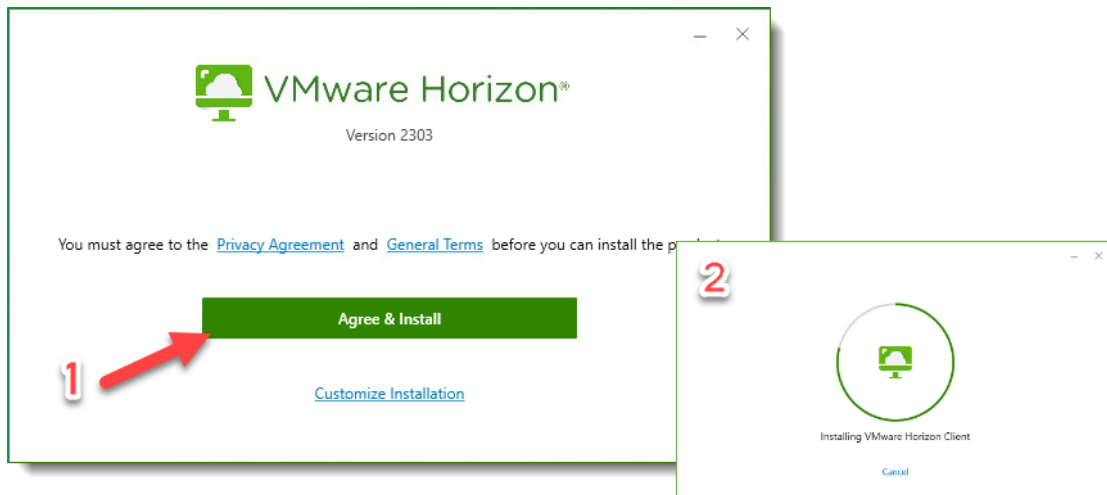 VMware Horizon®
Version 2303
You must agree to the Privacy Agreement and General Terms before you can install the
Agree & Install
1
Customize Installation
2
Installing VMware Horizon Client
Cancel